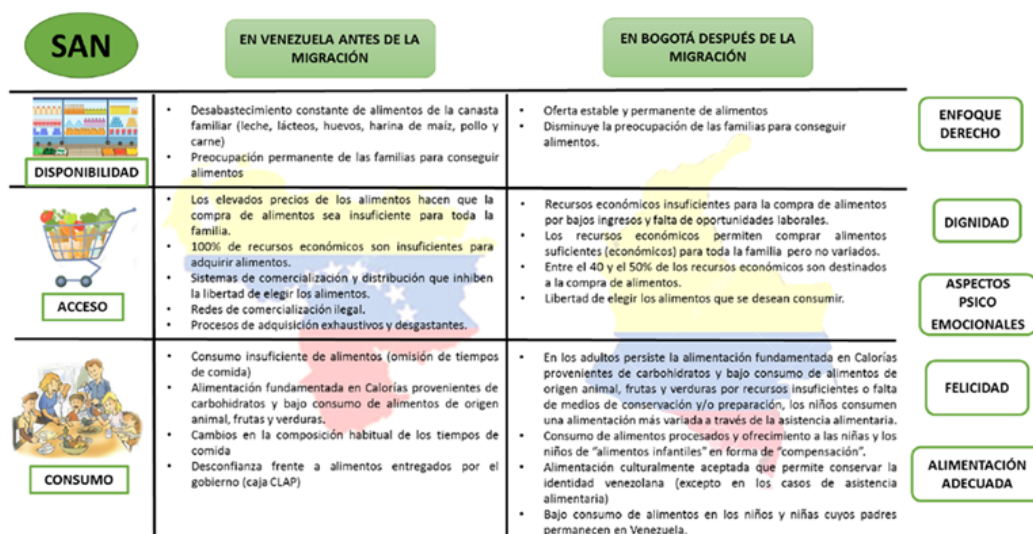 SAN
EN VENEZUELA ANTES DE LA
MIGRACIÓN
EN BOGOTÁ DESPUÉS DE LA
MIGRACIÓN
DISPONIBILIDAD
• Desabastecimiento constante de alimentos de la canasta
familiar (leche, lácteos, huevos, harina de maíz, pollo y
carne)
• Preocupación permanente de las familias para conseguir
alimentos
• Oferta estable y permanente de alimentos
• Disminuye la preocupación de las familias para conseguir
alimentos.
ENFOQUE
DERECHO
ACCESO
• Los elevados precios de los alimentos hacen que la
compra de alimentos sea insuficiente para toda la
familia.
• 100% de recursos económicos son insuficientes para
adquirir alimentos.
• Sistemas de comercialización y distribución que inhiben
la libertad de elegir los alimentos.
• Redes de comercialización ilegal.
• Procesos de adquisición exhaustivos y desgastantes.
• Recursos económicos insuficientes para la compra de alimentos
por bajos ingresos y falta de oportunidades laborales.
• Los recursos económicos permiten comprar alimentos
suficientes (económicos) para toda la familia pero no variados.
• Entre el 40 y el 50% de los recursos económicos son destinados
a la compra de alimentos.
• Libertad de elegir los alimentos que se desean consumir.
DIGNIDAD
ASPECTOS
PSICO
EMOCIONALES
CONSUMO
• Consumo insuficiente de alimentos (omisión de tiempos
de comida)
• Alimentación fundamentada en Calorías provenientes de
carbohidratos y bajo consumo de alimentos de origen
animal, frutas y verduras.
• Cambios en la composición habitual de los tiempos de
comida
• Desconfianza frente a alimentos entregados por el
gobierno (caja CLAP)
• En los adultos persiste la alimentación fundamentada en Calorías
provenientes de carbohidratos y bajo consumo de alimentos de
origen animal, frutas y verduras por recursos insuficientes o falta
de medios de conservación y/o preparación, los niños consumen
una alimentación más variada a través de la asistencia alimentaria.
• Consumo de alimentos procesados y ofrecimiento a las niñas y los
niños de “alimentos infantiles” en forma de “compensación”.
• Alimentación culturalmente aceptada que permite conservar la
identidad venezolana (excepto en los casos de asistencia
alimentaria)
• Bajo consumo de alimentos en los niños y niñas cuyos padres
permanecen en Venezuela.
FELICIDAD
ALIMENTACIÓN
ADECUADA